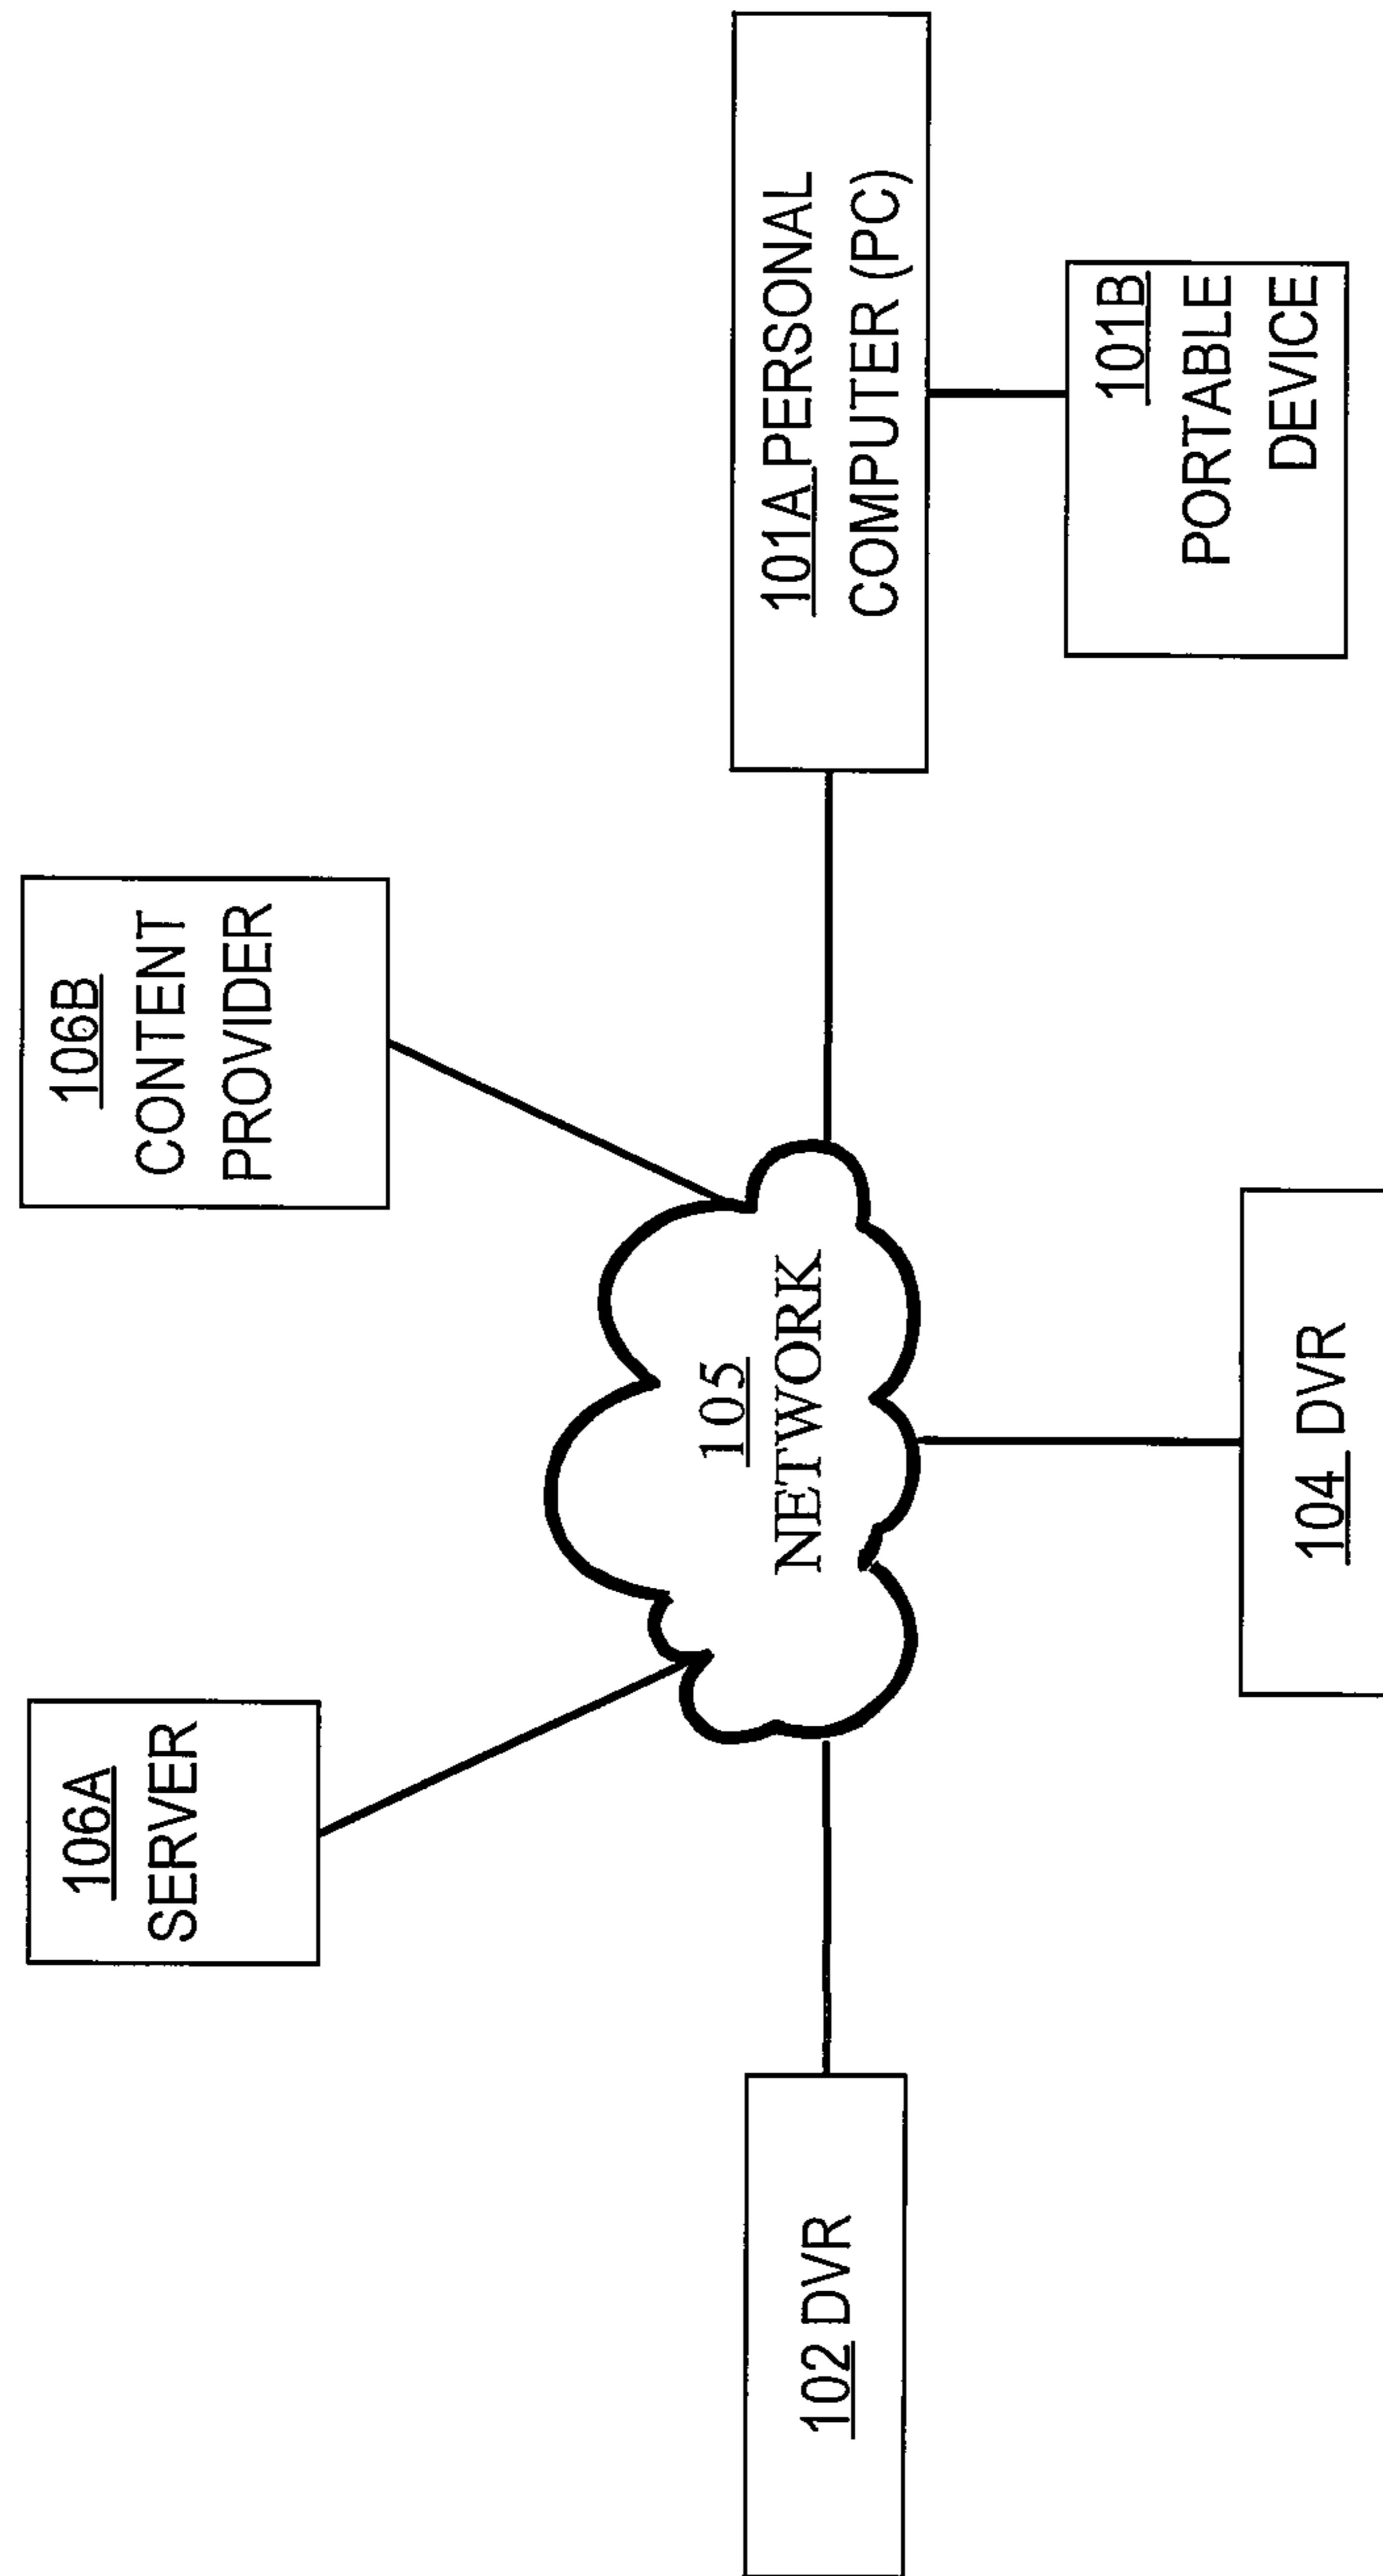 106A
SERVER
106B
CONTENT
PROVIDER
105
NETWORK
102 DVR
101A PERSONAL
COMPUTER (PC)
104 DVR
101B
PORTABLE
DEVICE